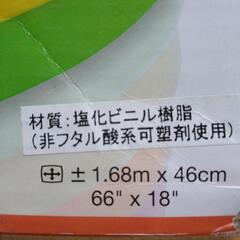 材質:塩化ビニル樹脂
(非フタル酸系可塑剤使用)
± 1.68m x 46cm
66" x 18"